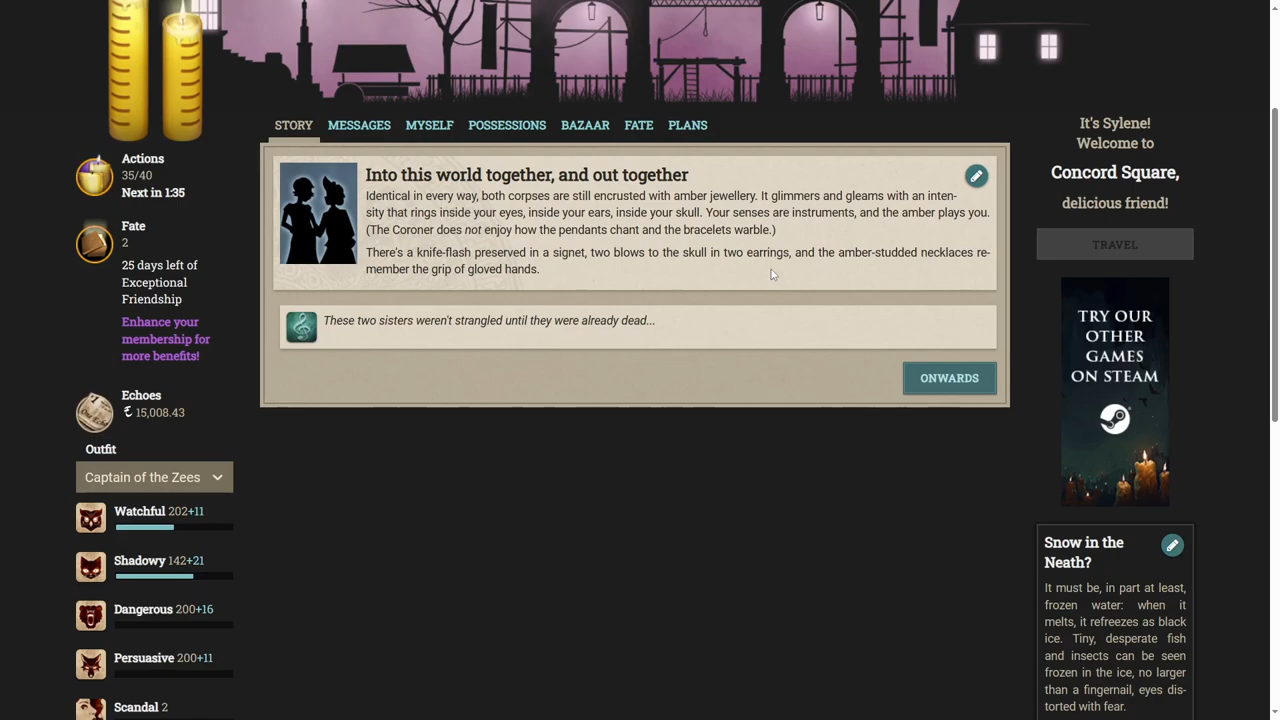 STORY MESSAGES MYSELF POSSESSIONS BAZAAR FATE PLANS
Actions
35/40
Next in 1:35
Fate
2
25 days left of
Exceptional
Friendship
Enhance your
membership for
more benefits!
Echoes
15,008.43
Outfit
Captain of the Zees
Watchful 202+11
Shadowy 142+21
Dangerous 200+16
Persuasive 200+11
Scandal 2
Into this world together, and out together
Identical in every way, both corpses are still encrusted with amber jewellery. It glimmers and gleams with an inten-
sity that rings inside your eyes, inside your ears, inside your skull. Your senses are instruments, and the amber plays you.
(The Coroner does not enjoy how the pendants chant and the bracelets warble.)
There's a knife-flash preserved in a signet, two blows to the skull in two earrings, and the amber-studded necklaces re-
member the grip of gloved hands.
These two sisters weren't strangled until they were already dead...
ONWARDS
It's Sylene!
Welcome to
Concord Square,
delicious friend!
TRAVEL
TRY OUR
OTHER
GAMES
ON STEAM
Snow in the
Neath?
It must be, in part at least,
frozen water: when it
melts, it refreezes as black
ice. Tiny, desperate fish
and insects can be seen
frozen in the ice, no larger
than a fingernail, eyes dis-
torted with fear.